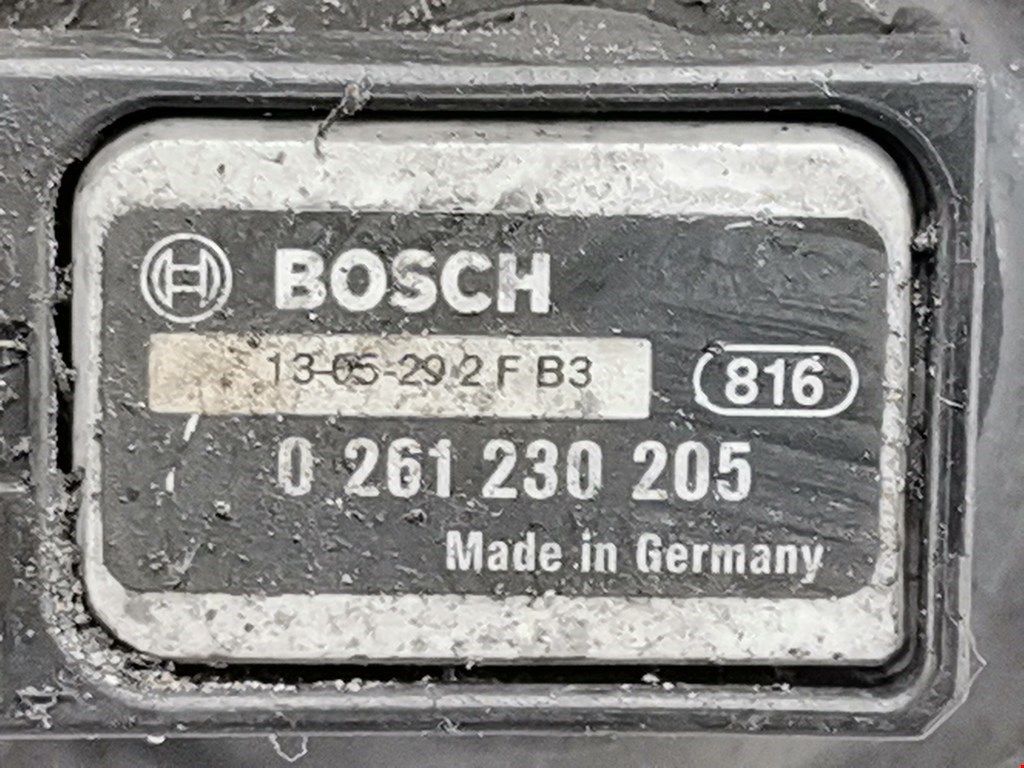 BOSCH
13-05-29 2 F B3
816
0 261 230 205
Made in Germany